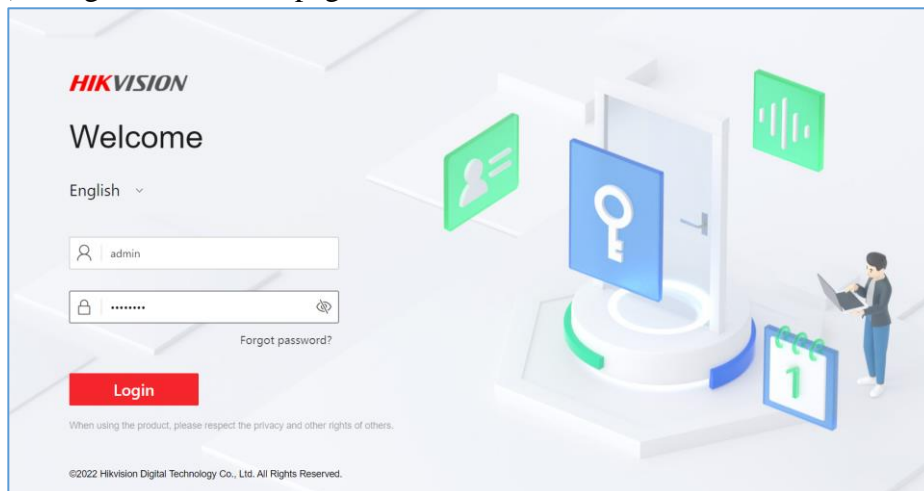 HIKVISION
Welcome
English
admin
••••••••
Forgot password?
Login
When using the product, please respect the privacy and other rights of others.
©2022 Hikvision Digital Technology Co., Ltd. All Rights Reserved.
1